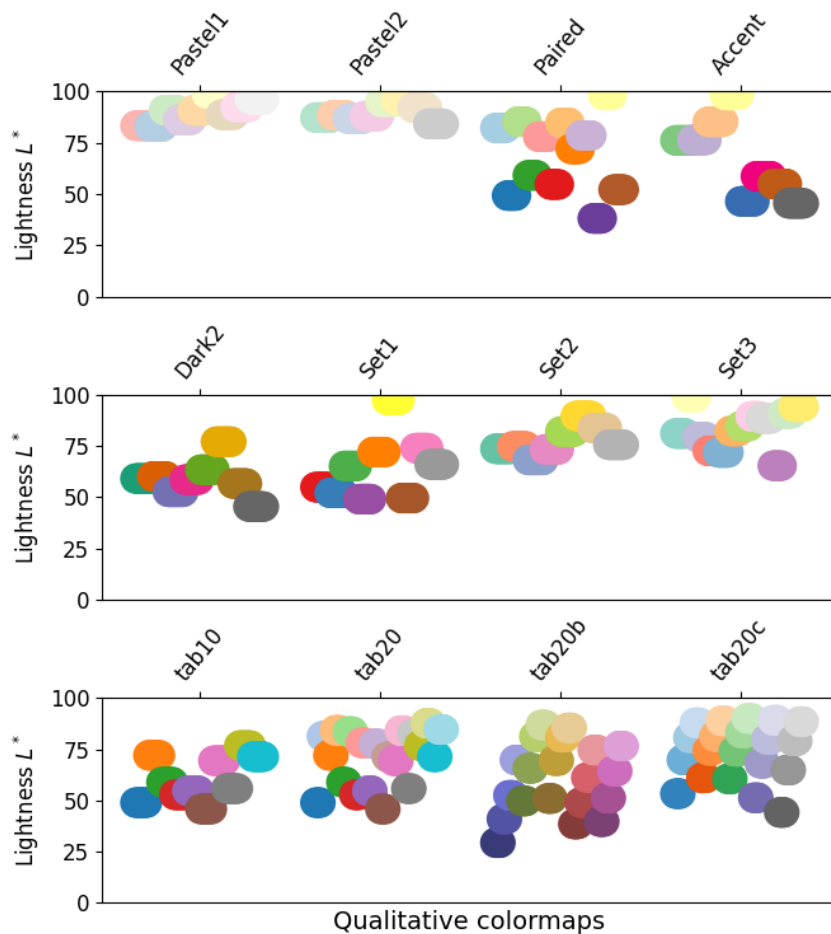 Pastel1 Pastel2 Paired Accent
100
75
50
25
0
Lightness L*
Dark2 Set1 Set2 Set3
100
75
50
25
0
Lightness L*
tab10 tab20 tab20b tab20c
100
75
50
25
0
Lightness L*
Qualitative colormaps